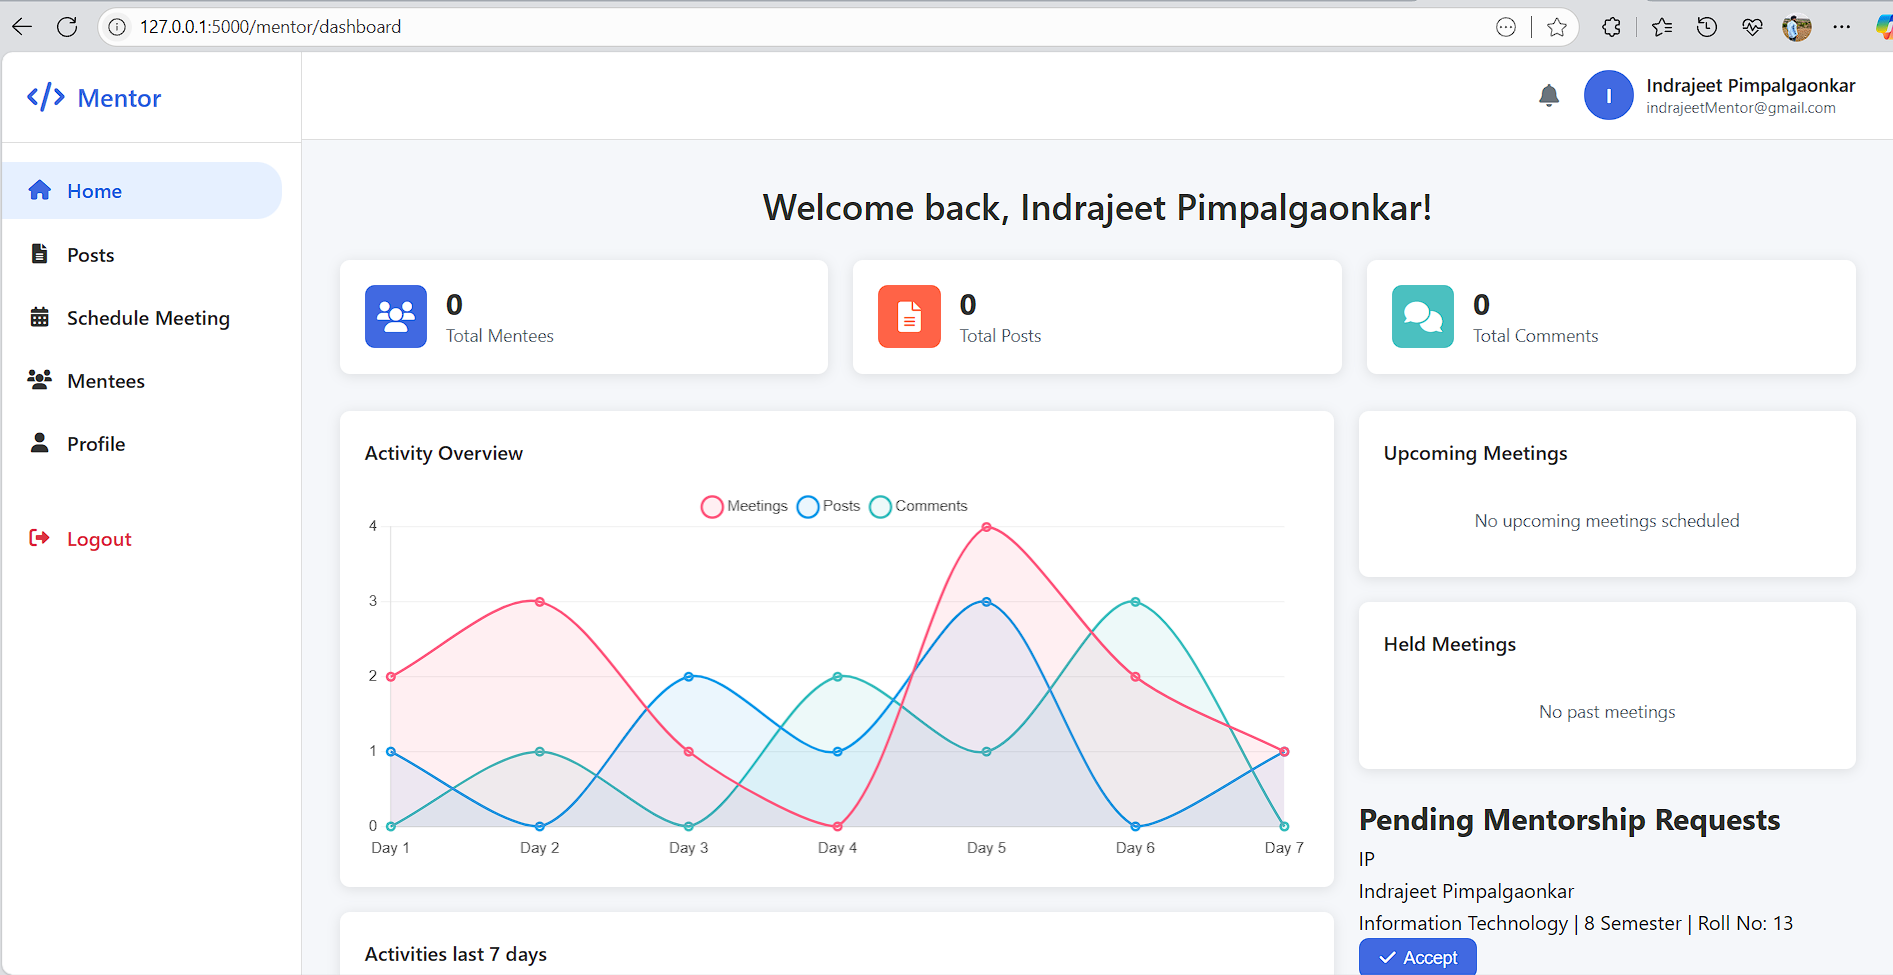 127.0.0.1:5000/mentor/dashboard
</> Mentor
Indrajeet Pimpalgaonkar
I
indrajeetMentor@gmail.com
Home
Posts
Schedule Meeting
Mentees
Profile
Logout
Welcome back, Indrajeet Pimpalgaonkar!
0
Total Mentees
0
Total Posts
0
Total Comments
Activity Overview
Meetings Posts Comments
4
3
2
1
0
Day 1 Day 2 Day 3 Day 4 Day 5 Day 6 Day 7
Activities last 7 days
Upcoming Meetings
No upcoming meetings scheduled
Held Meetings
No past meetings
Pending Mentorship Requests
IP
Indrajeet Pimpalgaonkar
Information Technology | 8 Semester | Roll No: 13
Accept